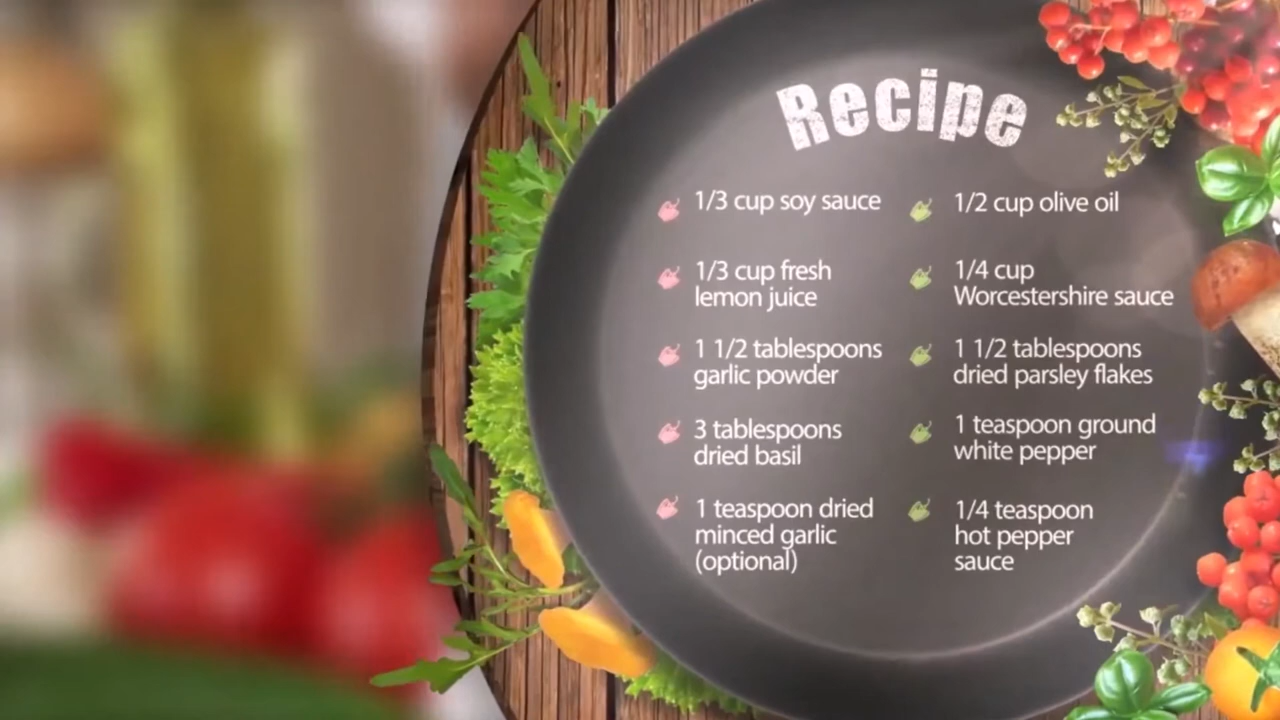 Recipe
1/3 cup soy sauce
1/2 cup olive oil
1/3 cup fresh
lemon juice
1/4 cup
Worcestershire sauce
1 1/2 tablespoons
garlic powder
1 1/2 tablespoons
dried parsley flakes
3 tablespoons
dried basil
1 teaspoon ground
white pepper
1 teaspoon dried
minced garlic
(optional)
1/4 teaspoon
hot pepper
sauce